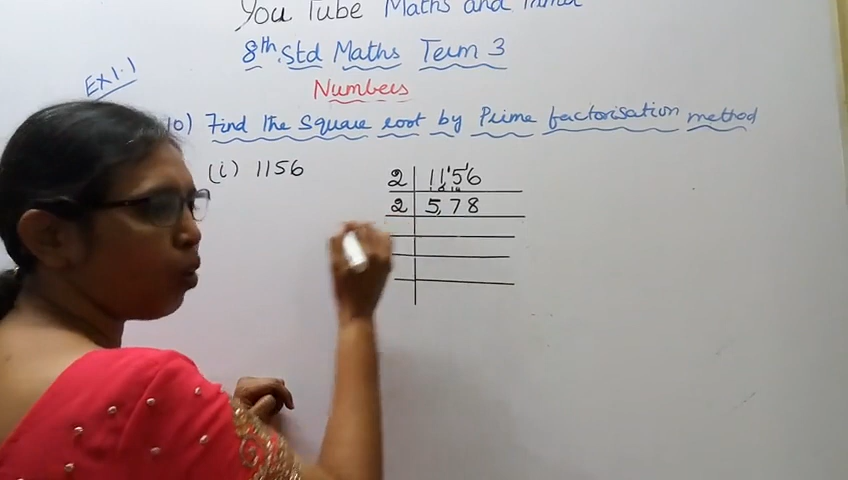 You Tube Maths and
8th Std Maths Term 3
Ex 1.1
Numbers
10) Find the Square root by Prime factorisation method
(i) 1156
2 1156
2 578